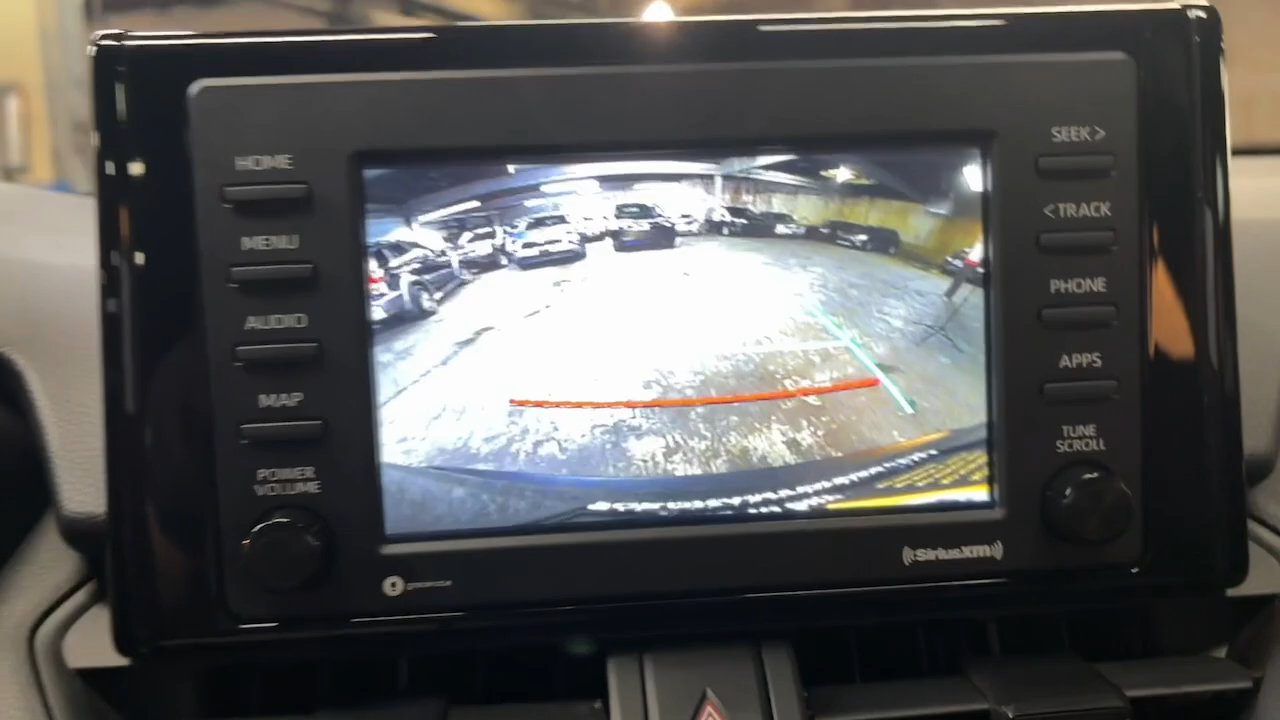 HOME
MENU
AUDIO
MAP
POWER
VOLUME
SEEK>
<TRACK
PHONE
APPS
TUNE
SCROLL
SiriusXM